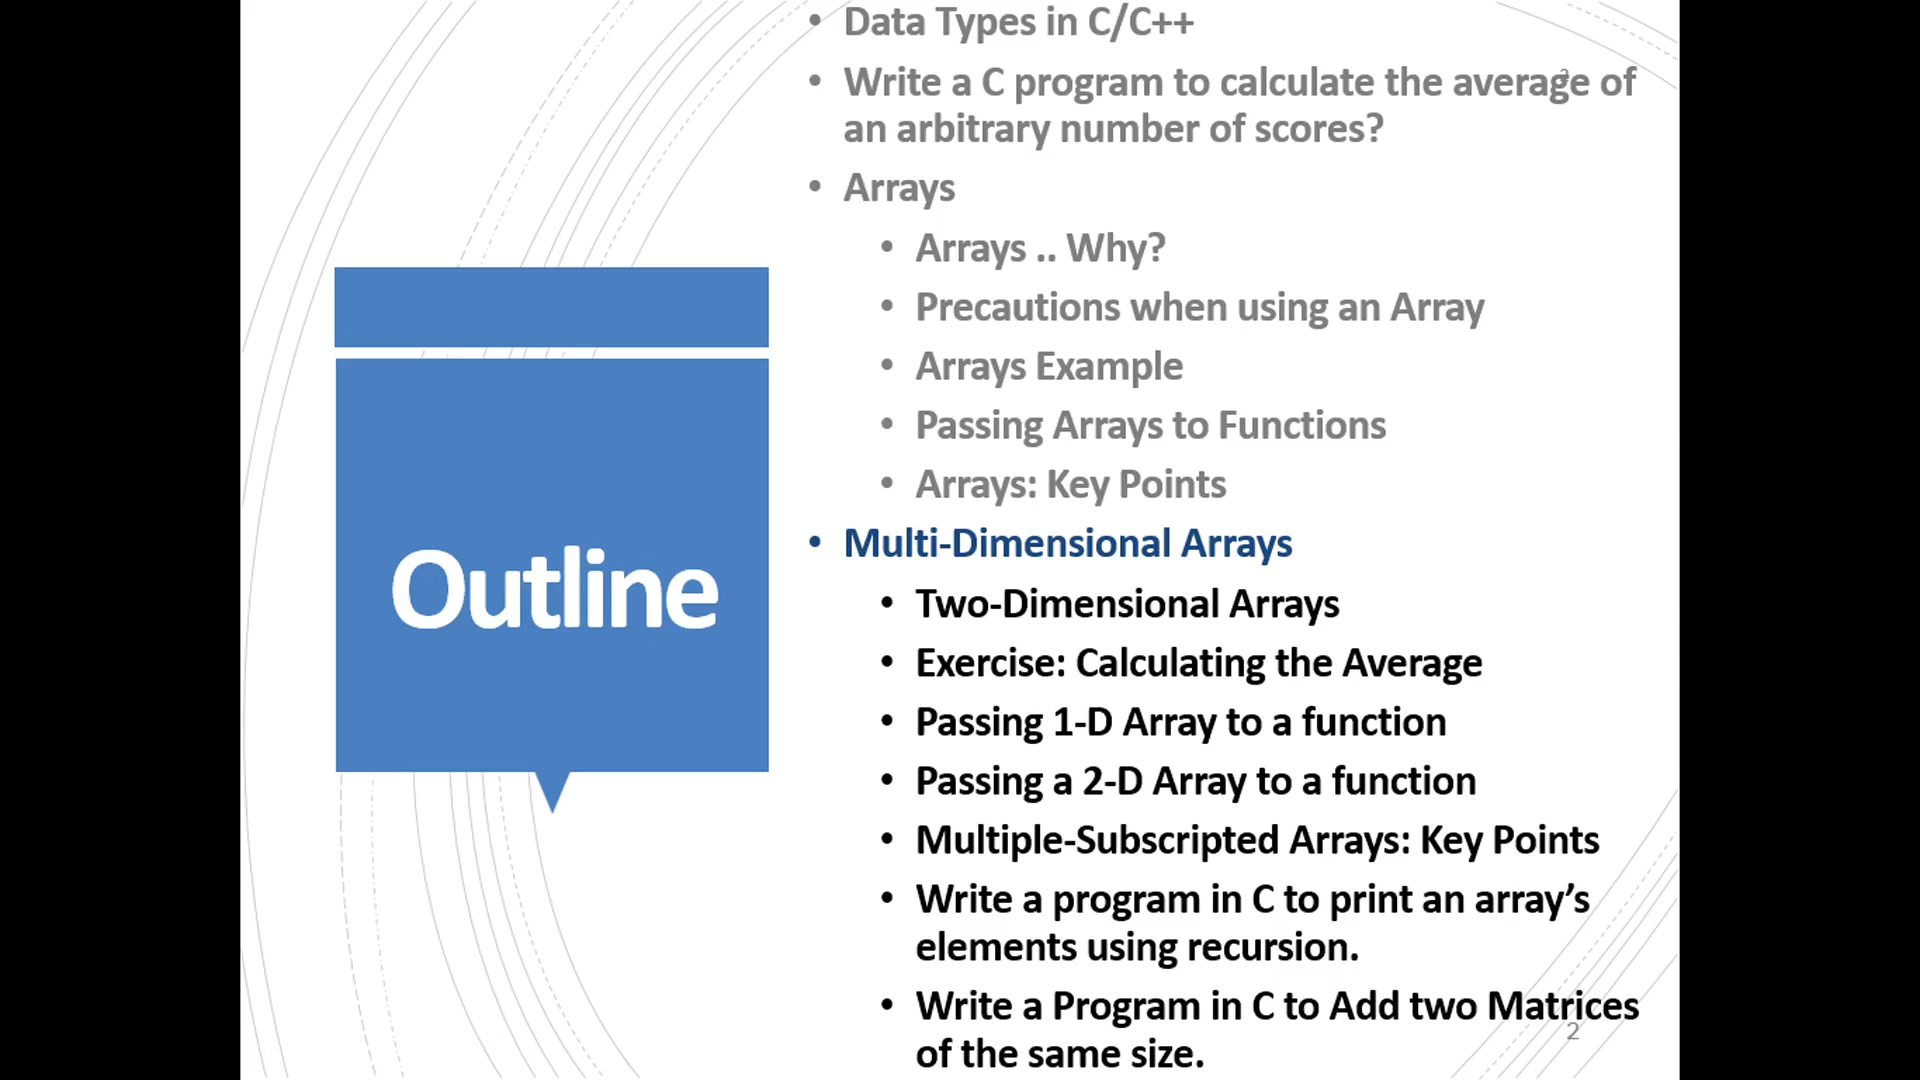 • Data Types in C/C++
• Write a C program to calculate the average of
an arbitrary number of scores?
• Arrays
• Arrays .. Why?
• Precautions when using an Array
• Arrays Example
• Passing Arrays to Functions
• Arrays: Key Points
Outline
• Multi-Dimensional Arrays
• Two-Dimensional Arrays
• Exercise: Calculating the Average
• Passing 1-D Array to a function
• Passing a 2-D Array to a function
• Multiple-Subscripted Arrays: Key Points
• Write a program in C to print an array’s
elements using recursion.
• Write a Program in C to Add two Matrices
of the same size.
2